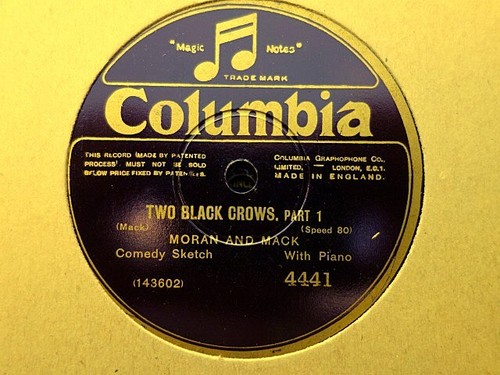 "Magic Notes"
TRADE MARK
Columbia
THIS RECORD (MADE BY PATENTED
PROCESS) MUST NOT BE SOLD
BELOW PRICE FIXED BY PATENTEES.
COLUMBIA GRAPHOPHONE CO.,
LIMITED, — LONDON, E.C.1.
MADE IN ENGLAND.
TWO BLACK CROWS. PART 1
(Mack)
(Speed 80)
MORAN AND MACK
Comedy Sketch With Piano
(143602)
4441